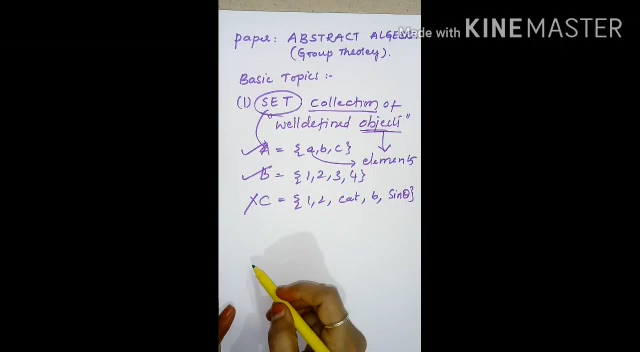 Made with KINEMASTER
paper: ABSTRACT ALGEB
(Group Theory).
Basic Topics :-
(1) SET collection of
"welldefined objects"
A = {a, b, c}
elements
B = {1, 2, 3, 4}
C = {1, 2, cat, b, Sinθ}